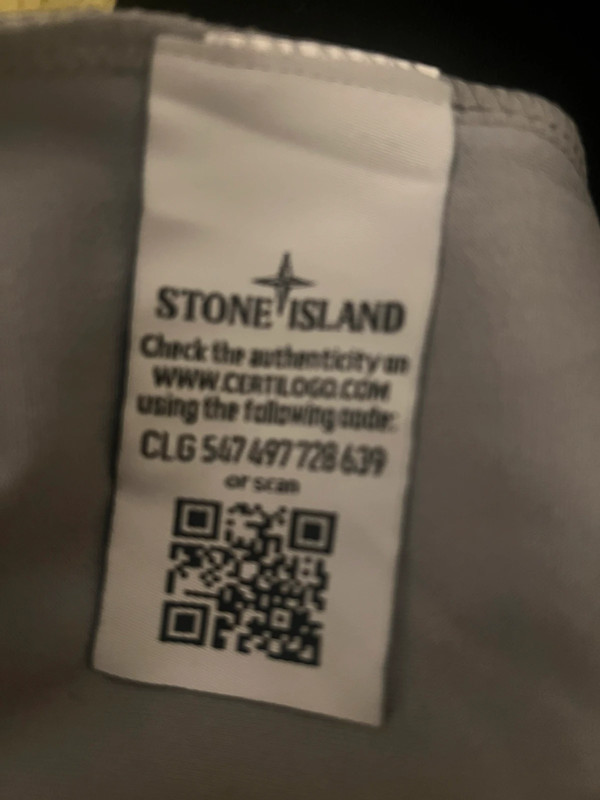 STONE ISLAND
Check the authenticity on
WWW.CERTILOGO.COM
using the following code:
CLG 547 497 728 639
or scan